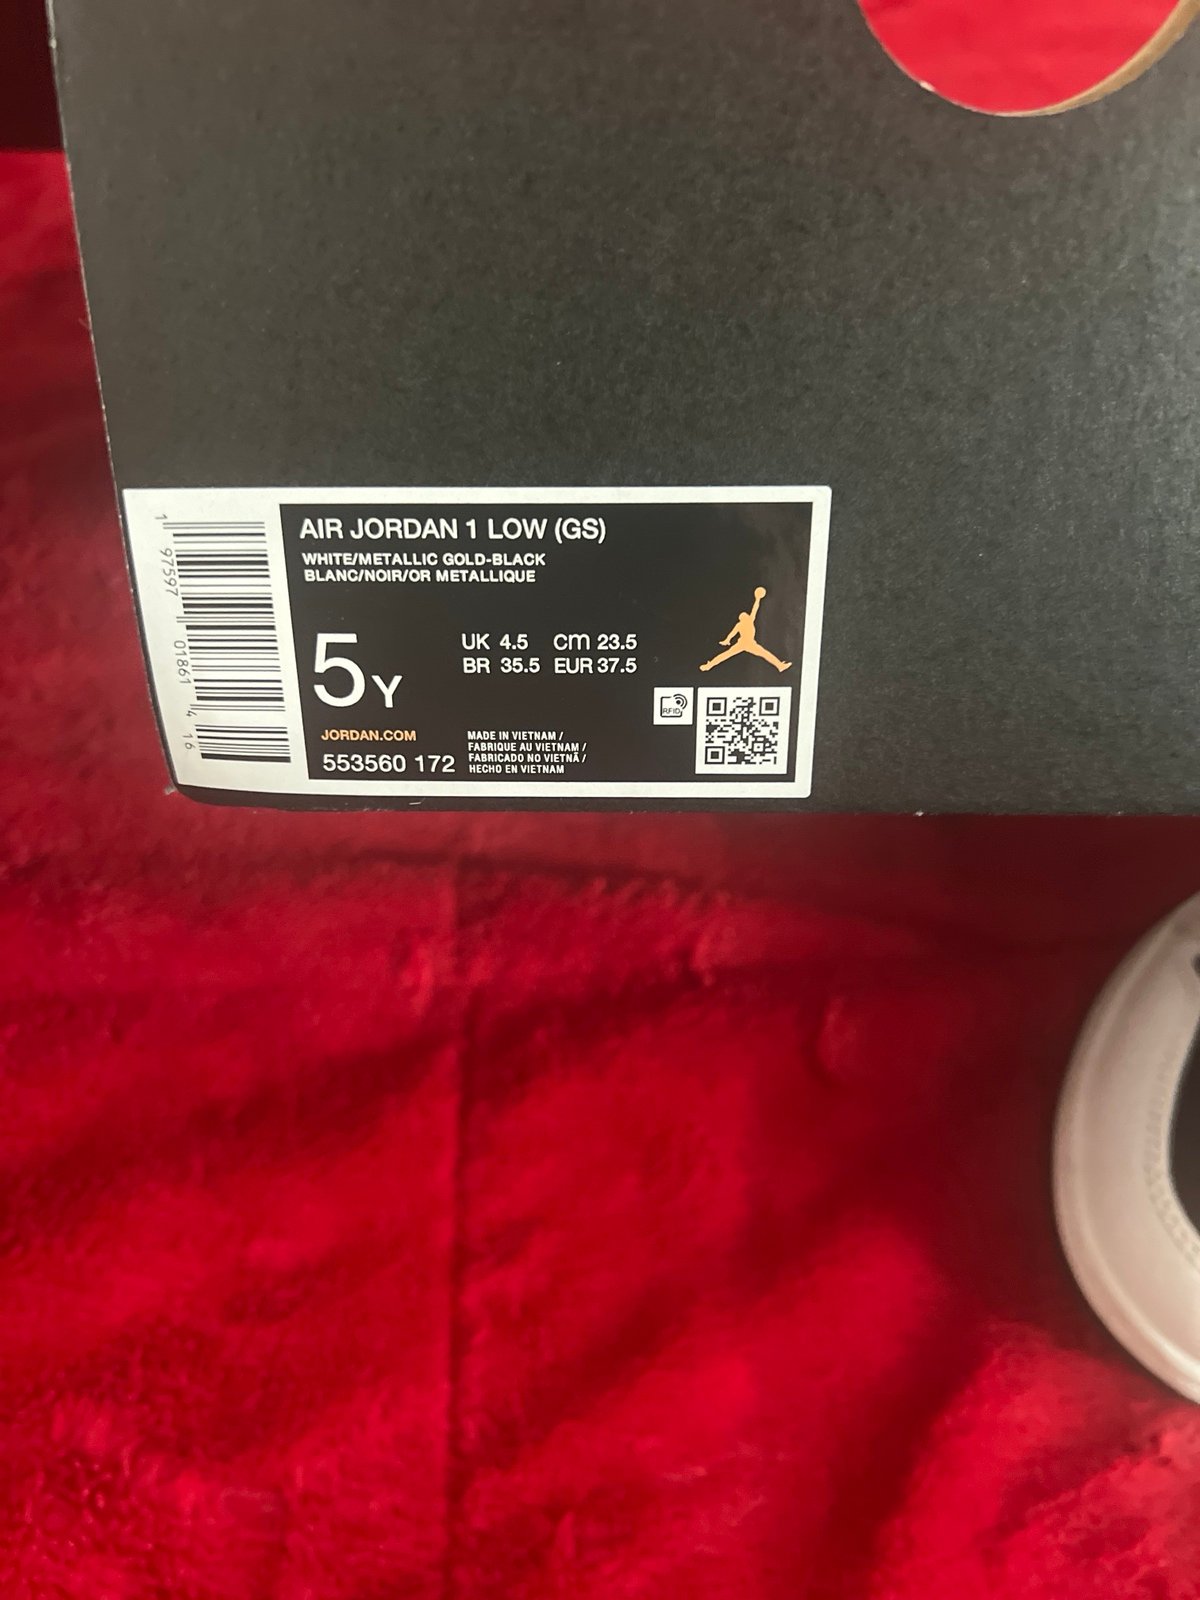 AIR JORDAN 1 LOW (GS)
WHITE/METALLIC GOLD-BLACK
BLANC/NOIR/OR METALLIQUE
5Y
UK 4.5 cm 23.5
BR 35.5 EUR 37.5
RFID
JORDAN.COM
553560 172
MADE IN VIETNAM /
FABRIQUE AU VIETNAM /
FABRICADO NO VIETNÃ /
HECHO EN VIETNAM
1 97597 01861 4 16